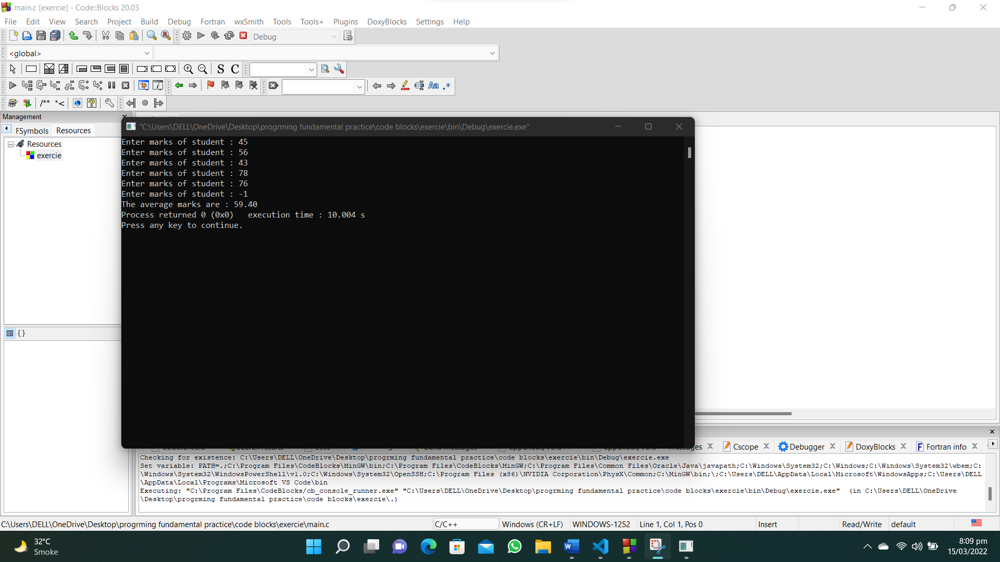 main.c [exercie] - Code::Blocks 20.03
File Edit View Search Project Build Debug Fortran wxSmith Tools Tools+ Plugins DoxyBlocks Settings Help
Debug
<global>
S C
Aa .*
/** *<
Management
FSymbols Resources
Resources
exercie
{}
"C:\Users\DELL\OneDrive\Desktop\progrming fundamental practice\code blocks\exercie\bin\Debug\exercie.exe"
Enter marks of student : 45
Enter marks of student : 56
Enter marks of student : 43
Enter marks of student : 78
Enter marks of student : 76
Enter marks of student : -1
The average marks are : 59.40
Process returned 0 (0x0)   execution time : 10.004 s
Press any key to continue.
messages Cscope Debugger DoxyBlocks Fortran info
Checking for existence: C:\Users\DELL\OneDrive\Desktop\progrming fundamental practice\code blocks\exercie\bin\Debug\exercie.exe
Set variable: PATH=.;C:\Program Files\CodeBlocks\MinGW\bin;C:\Program Files\CodeBlocks\MinGW;C:\Program Files\Common Files\Oracle\Java\javapath;C:\Windows\System32;C:\Windows;C:\Windows\System32\wbem;C:
\Windows\System32\WindowsPowerShell\v1.0;C:\Windows\System32\OpenSSH;C:\Program Files (x86)\NVIDIA Corporation\PhysX\Common;C:\MinGW\bin;\;C:\Users\DELL\AppData\Local\Microsoft\WindowsApps;C:\Users\DELL
\AppData\Local\Programs\Microsoft VS Code\bin
Executing: "C:\Program Files\CodeBlocks/cb_console_runner.exe" "C:\Users\DELL\OneDrive\Desktop\progrming fundamental practice\code blocks\exercie\bin\Debug\exercie.exe"  (in C:\Users\DELL\OneDrive
\Desktop\progrming fundamental practice\code blocks\exercie\.)
C:\Users\DELL\OneDrive\Desktop\progrming fundamental practice\code blocks\exercie\main.c C/C++ Windows (CR+LF) WINDOWS-1252 Line 1, Col 1, Pos 0 Insert Read/Write default
32°C
Smoke
8:09 pm
15/03/2022